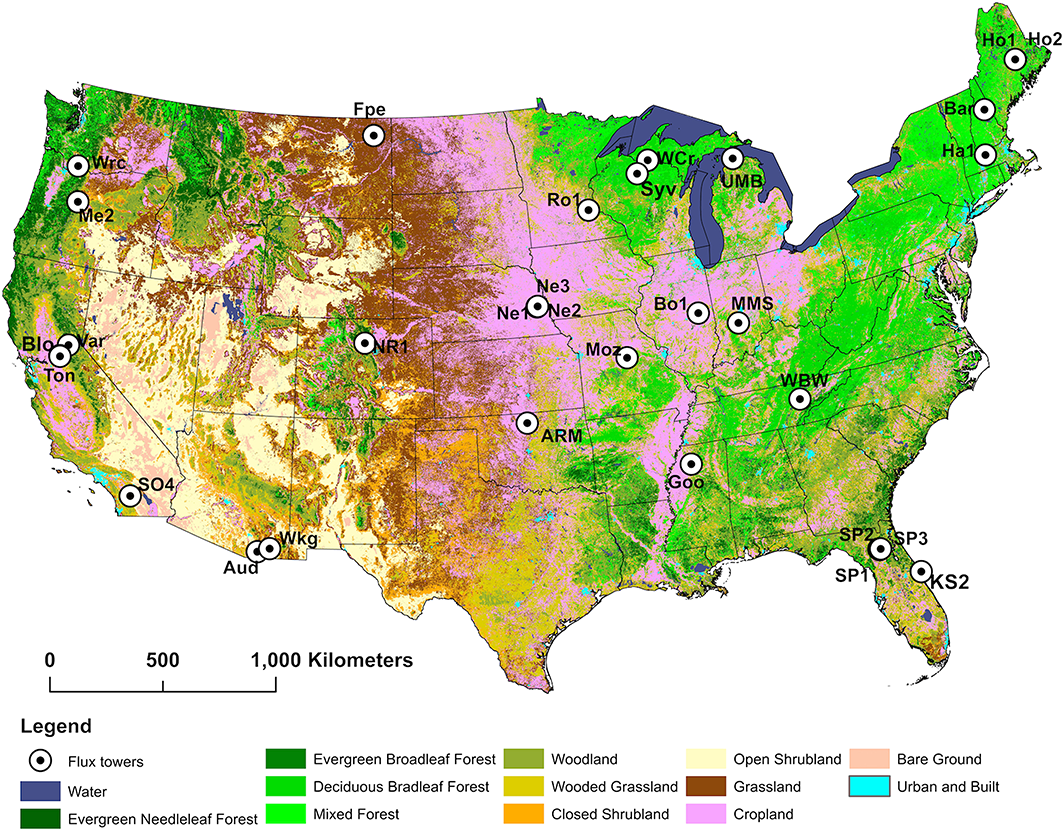 Ho1 Ho2
Fpe
Bar
Ha1
Wrc
WCr
UMB
Syv
Me2
Ro1
Ne3
Ne1 Ne2
Bo1
MMS
Blo Var
NR1
Moz
Ton
WBW
ARM
Goo
SO4
Wkg
SP2 SP3
Aud
SP1
KS2
0 500 1,000 Kilometers
Legend
Flux towers
Water
Evergreen Needleleaf Forest
Evergreen Broadleaf Forest
Deciduous Bradleaf Forest
Mixed Forest
Woodland
Wooded Grassland
Closed Shrubland
Open Shrubland
Grassland
Cropland
Bare Ground
Urban and Built